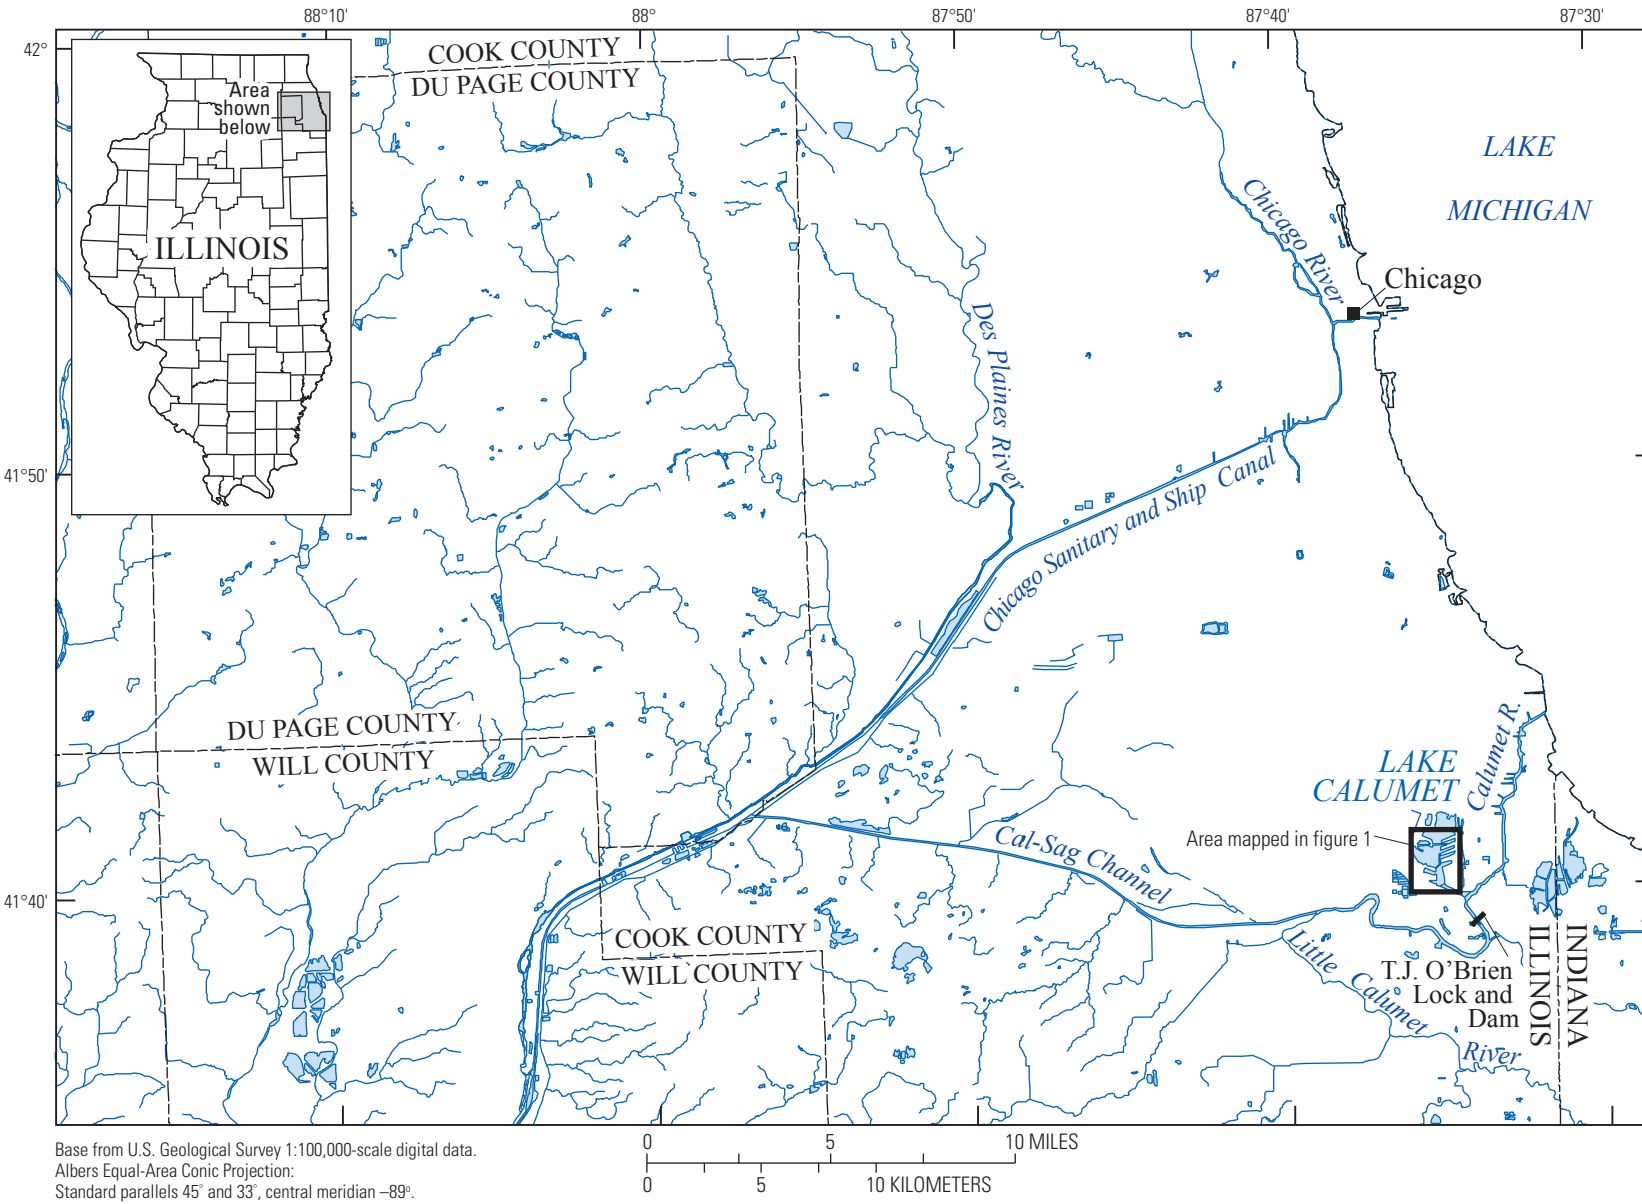 88°10'
88°
87°50'
87°40'
87°30'
42°
41°50'
41°40'
Area
shown
below
ILLINOIS
COOK COUNTY
DU PAGE COUNTY
LAKE
MICHIGAN
Chicago River
Chicago
Des Plaines River
Chicago Sanitary and Ship Canal
DU PAGE COUNTY
WILL COUNTY
LAKE
CALUMET
Calumet R.
Area mapped in figure 1
Cal-Sag Channel
COOK COUNTY
WILL COUNTY
Little Calumet River
T.J. O'Brien
Lock and
Dam
ILLINOIS
INDIANA
Base from U.S. Geological Survey 1:100,000-scale digital data.
Albers Equal-Area Conic Projection:
Standard parallels 45° and 33°, central meridian –89°.
0 5 10 MILES
0 5 10 KILOMETERS